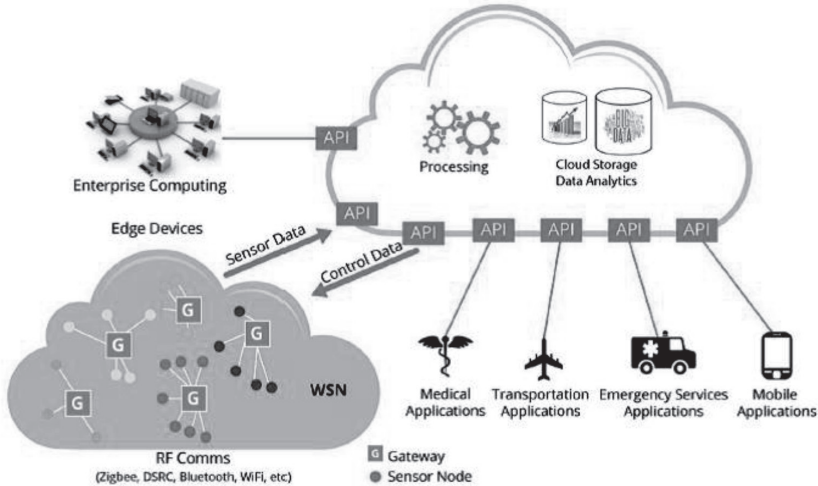 API
Processing
BIG
DATA
Cloud Storage
Data Analytics
Enterprise Computing
Edge Devices
API
API
API
API
API
API
Sensor Data
Control Data
G
G
G
G
G
WSN
Medical
Applications
Transportation
Applications
Emergency Services
Applications
Mobile
Applications
RF Comms
(Zigbee, DSRC, Bluetooth, WiFi, etc)
G Gateway
Sensor Node